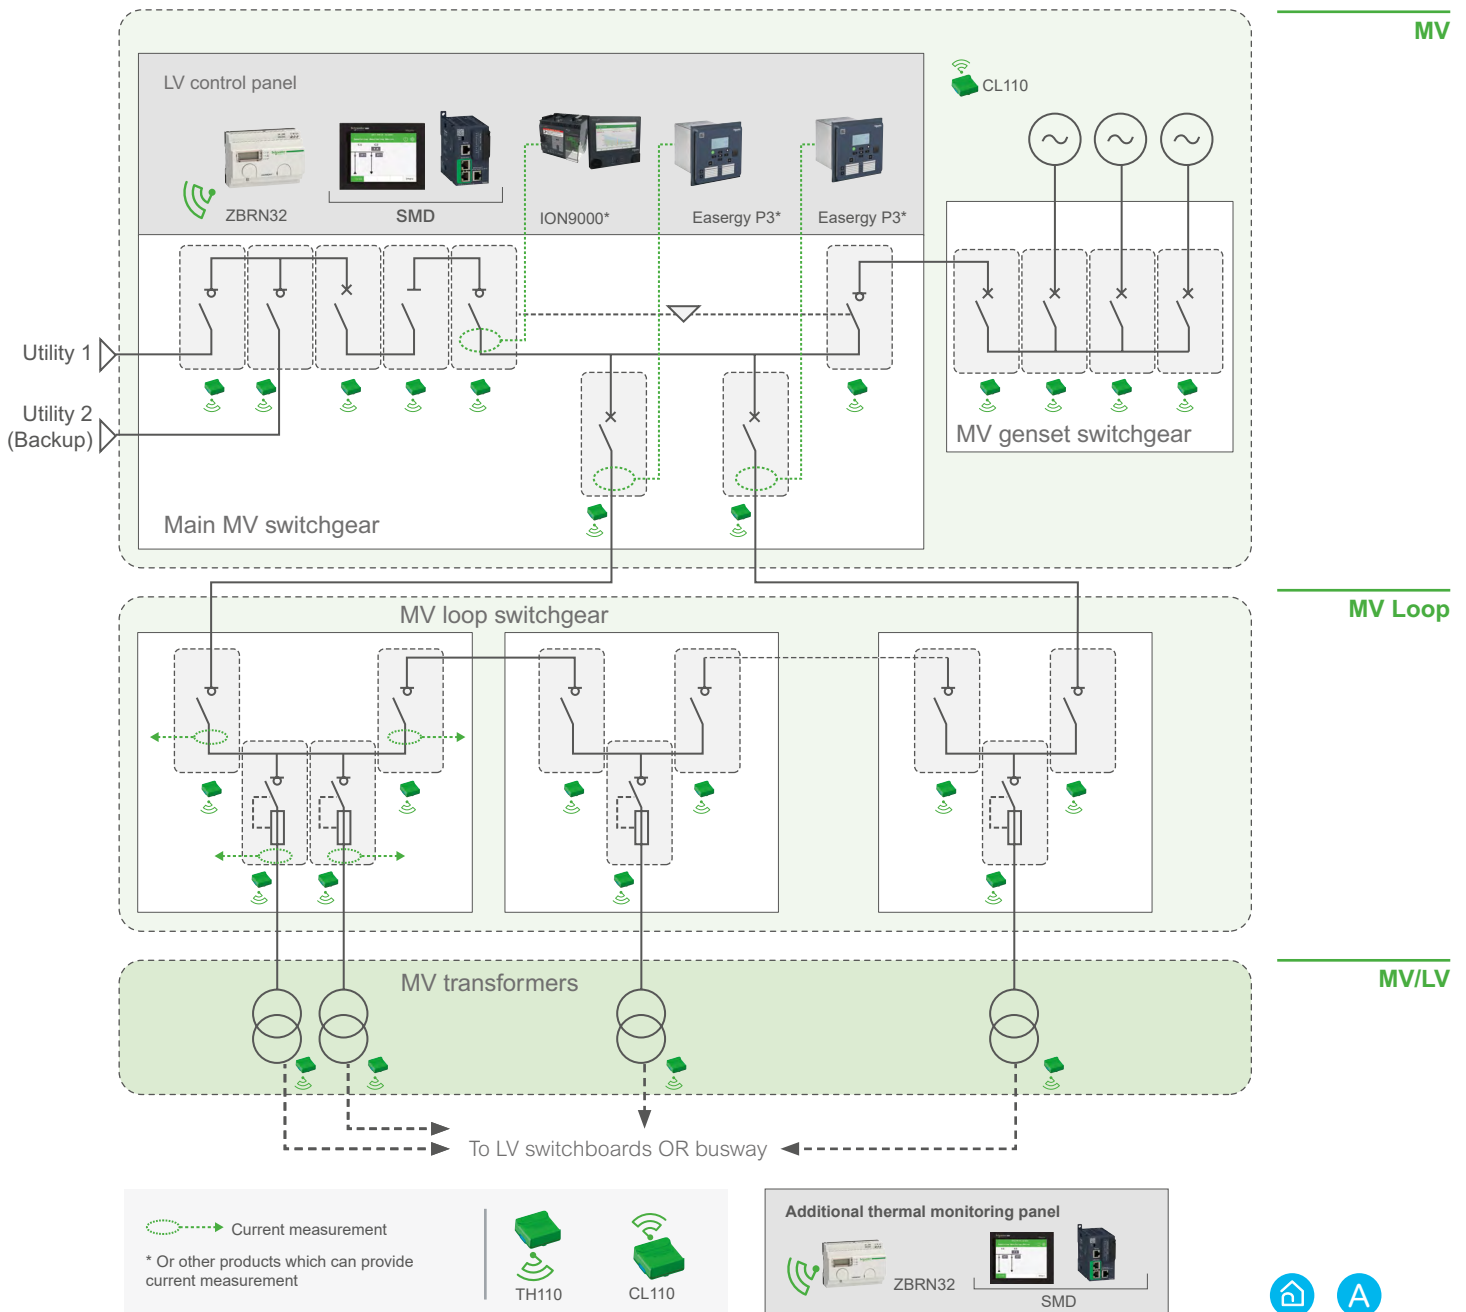 MV
LV control panel
CL110
ZBRN32
SMD
ION9000*
Easergy P3*
Easergy P3*
Utility 1
Utility 2
(Backup)
MV genset switchgear
Main MV switchgear
MV Loop
MV loop switchgear
MV/LV
MV transformers
To LV switchboards OR busway
Current measurement
* Or other products which can provide
current measurement
TH110
CL110
Additional thermal monitoring panel
ZBRN32
SMD
A